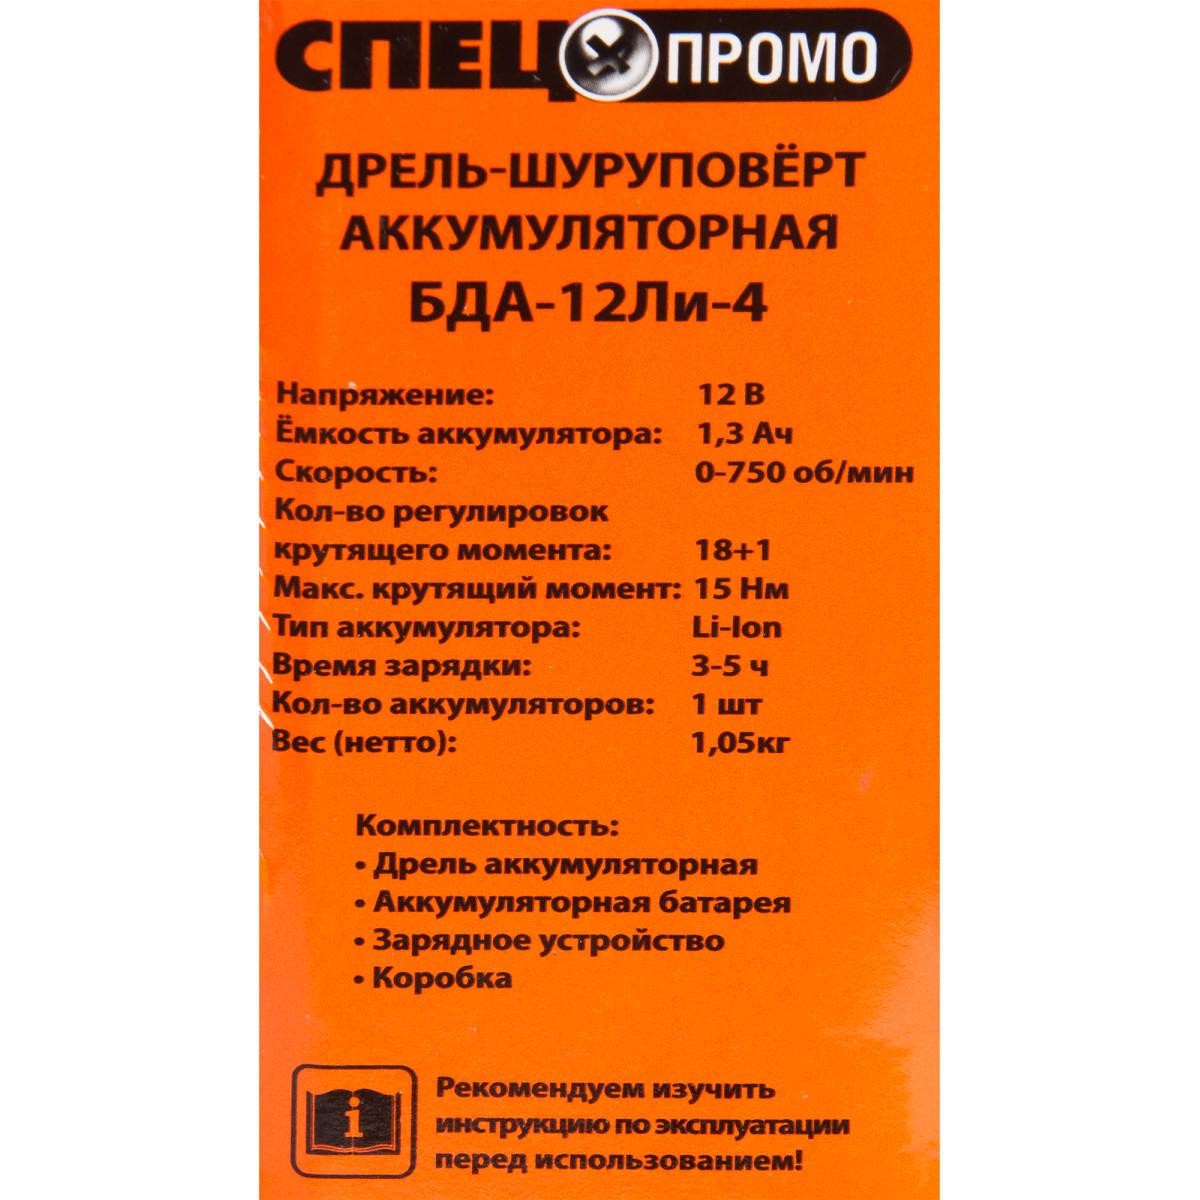 СПЕЦ ПРОМО
ДРЕЛЬ-ШУРУПОВЁРТ
АККУМУЛЯТОРНАЯ
БДА-12Ли-4
Напряжение: 12 В
Ёмкость аккумулятора: 1,3 Ач
Скорость: 0-750 об/мин
Кол-во регулировок
крутящего момента: 18+1
Макс. крутящий момент: 15 Нм
Тип аккумулятора: Li-Ion
Время зарядки: 3-5 ч
Кол-во аккумуляторов: 1 шт
Вес (нетто): 1,05кг
Комплектность:
• Дрель аккумуляторная
• Аккумуляторная батарея
• Зарядное устройство
• Коробка
i
Рекомендуем изучить
инструкцию по эксплуатации
перед использованием!